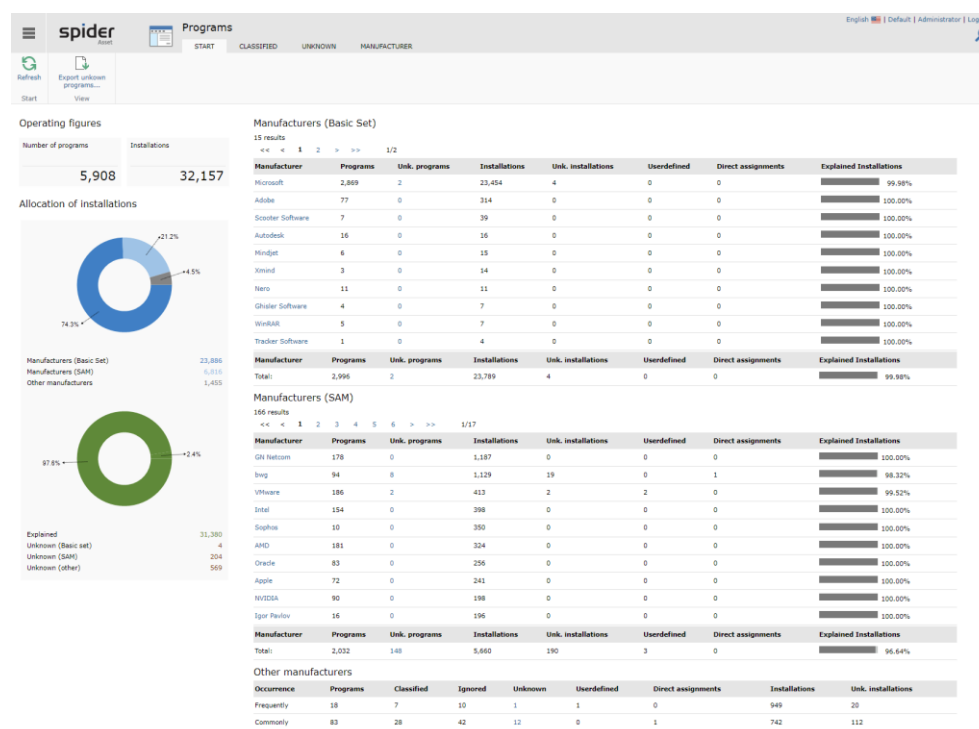 English | Default | Administrator | Log
spider
Asset
Programs
START CLASSIFIED UNKNOWN MANUFACTURER
Refresh
Export unkown programs...
Start View
Operating figures
Number of programs Installations
5,908 32,157
Allocation of installations
21.2%
4.5%
74.3%
Manufacturers (Basic Set) 23,886
Manufacturers (SAM) 6,816
Other manufacturers 1,455
97.6%
2.4%
Explained 31,380
Unknown (Basic set) 4
Unknown (SAM) 204
Unknown (other) 569
Manufacturers (Basic Set)
15 results
<< < 1 2 > >> 1/2
Manufacturer Programs Unk. programs Installations Unk. installations Userdefined Direct assignments Explained Installations
Microsoft 2,869 2 23,454 4 0 0 99.98%
Adobe 77 0 314 0 0 0 100.00%
Scooter Software 7 0 39 0 0 0 100.00%
Autodesk 16 0 16 0 0 0 100.00%
Mindjet 6 0 15 0 0 0 100.00%
Xmind 3 0 14 0 0 0 100.00%
Nero 11 0 11 0 0 0 100.00%
Ghisler Software 4 0 7 0 0 0 100.00%
WinRAR 5 0 7 0 0 0 100.00%
Tracker Software 1 0 4 0 0 0 100.00%
Manufacturer Programs Unk. programs Installations Unk. installations Userdefined Direct assignments Explained Installations
Total: 2,996 2 23,789 4 0 0 99.98%
Manufacturers (SAM)
166 results
<< < 1 2 3 4 5 6 > >> 1/17
Manufacturer Programs Unk. programs Installations Unk. installations Userdefined Direct assignments Explained Installations
GN Netcom 178 0 1,187 0 0 0 100.00%
bwg 94 8 1,129 19 0 1 98.32%
VMware 186 2 413 2 2 0 99.52%
Intel 154 0 398 0 0 0 100.00%
Sophos 10 0 350 0 0 0 100.00%
AMD 181 0 324 0 0 0 100.00%
Oracle 83 0 256 0 0 0 100.00%
Apple 72 0 241 0 0 0 100.00%
NVIDIA 90 0 198 0 0 0 100.00%
Igor Pavlov 16 0 196 0 0 0 100.00%
Manufacturer Programs Unk. programs Installations Unk. installations Userdefined Direct assignments Explained Installations
Total: 2,032 148 5,660 190 3 0 96.64%
Other manufacturers
Occurrence Programs Classified Ignored Unknown Userdefined Direct assignments Installations Unk. installations
Frequently 18 7 10 1 1 0 949 20
Commonly 83 28 42 12 0 1 742 112